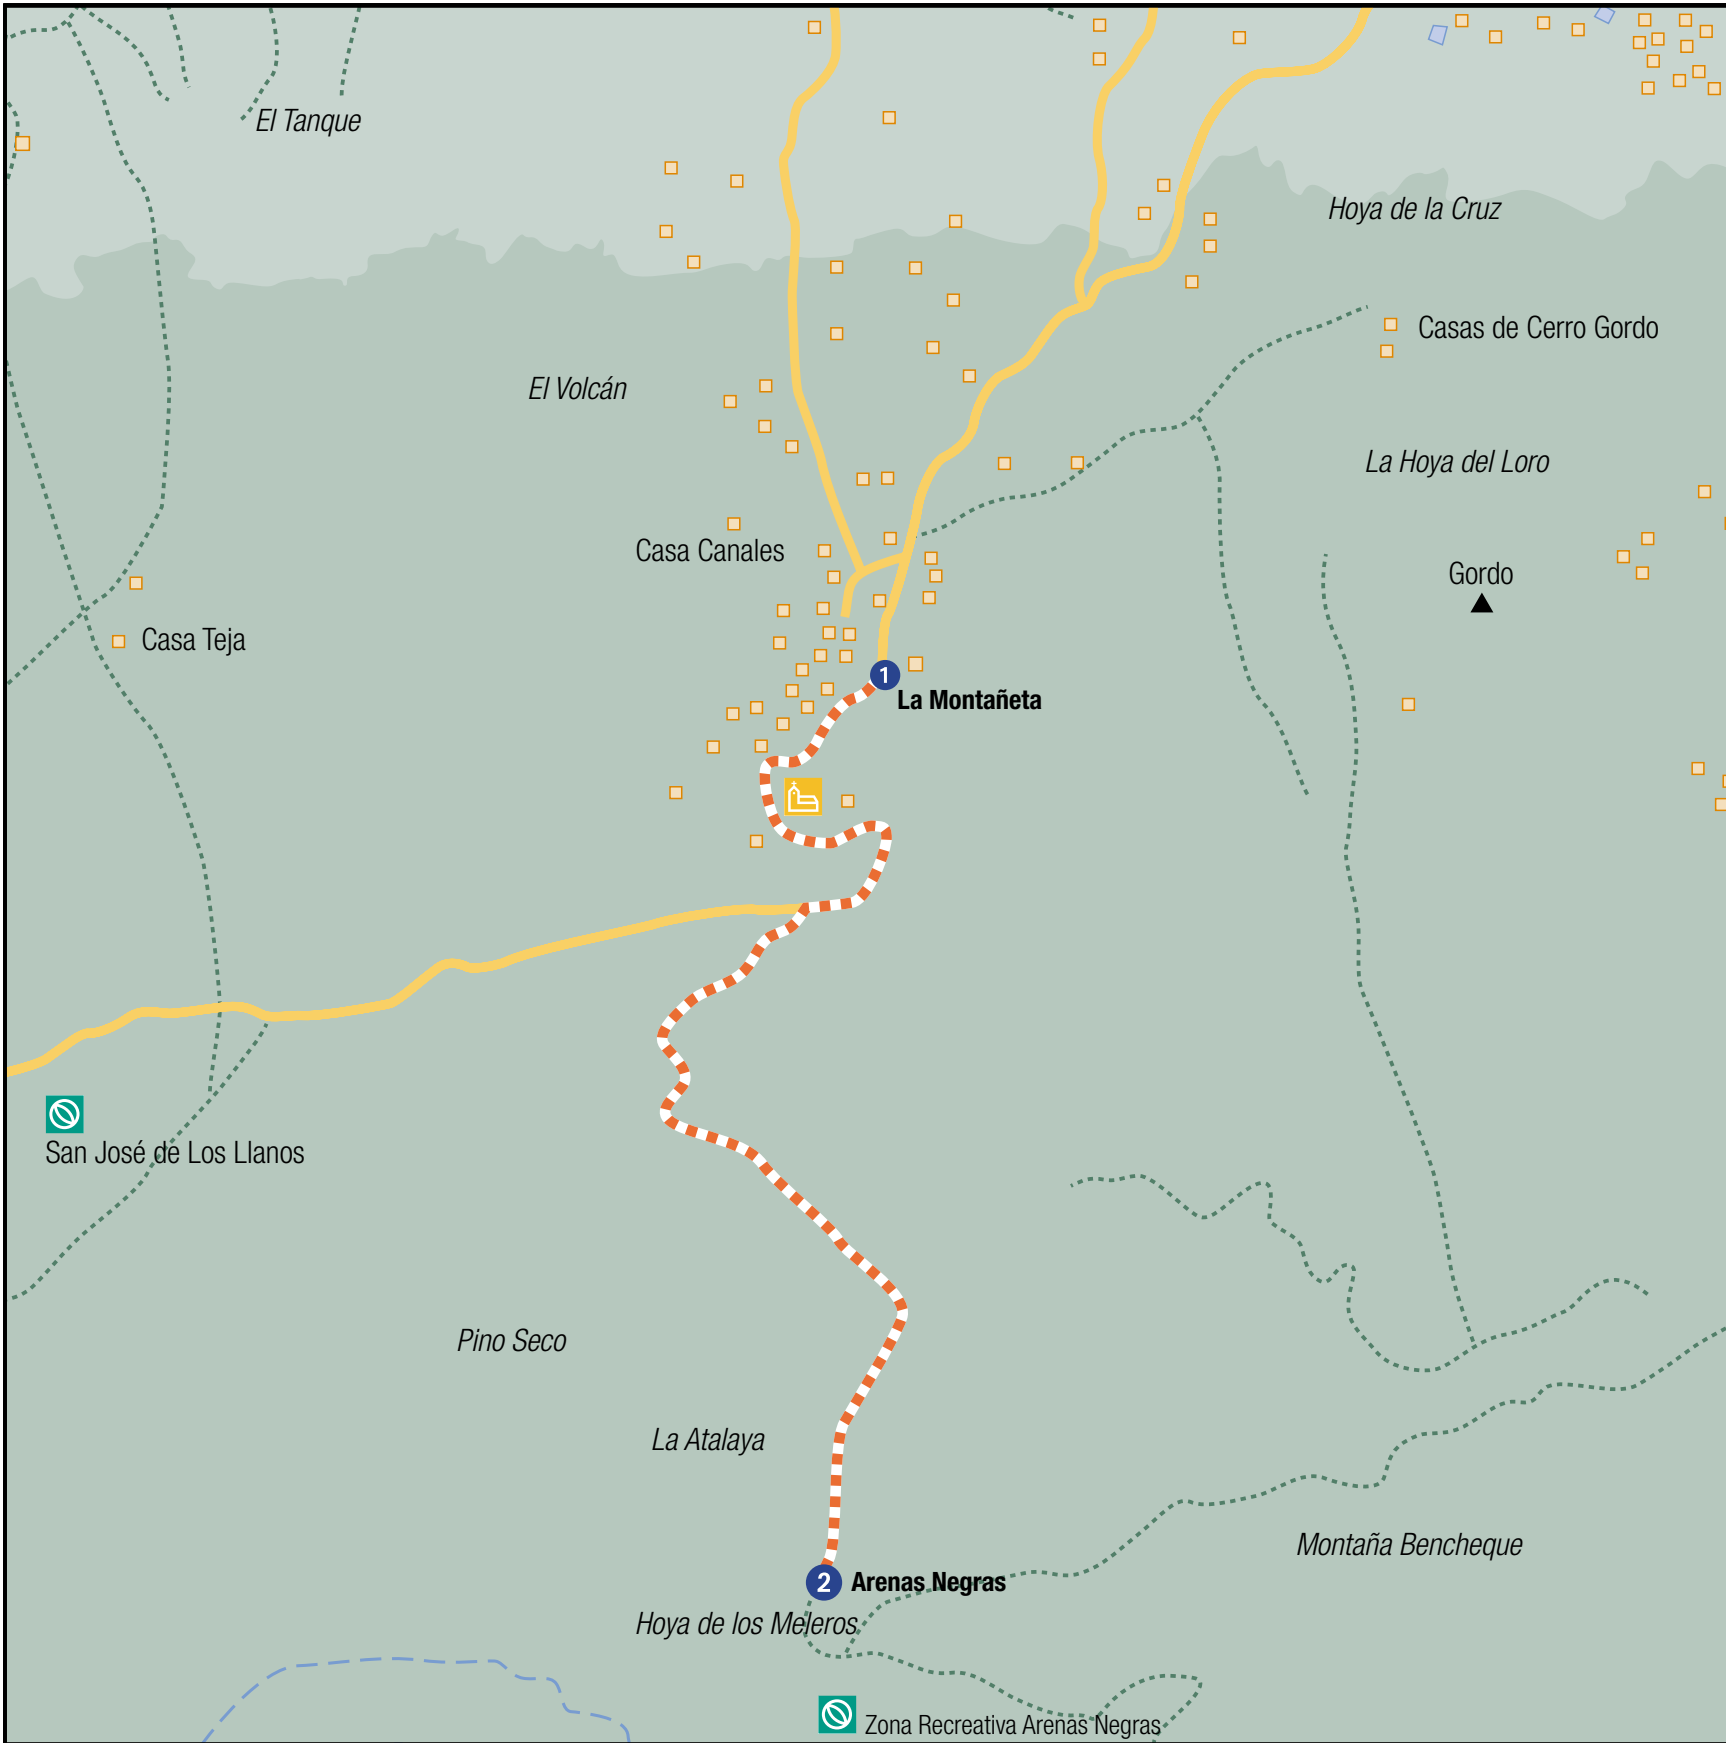 El Tanque
Hoya de la Cruz
Casas de Cerro Gordo
El Volcán
La Hoya del Loro
Casa Canales
Gordo
Casa Teja
1
La Montañeta
San José de Los Llanos
Pino Seco
La Atalaya
Montaña Bencheque
2 Arenas Negras
Hoya de los Meleros
Zona Recreativa Arenas Negras